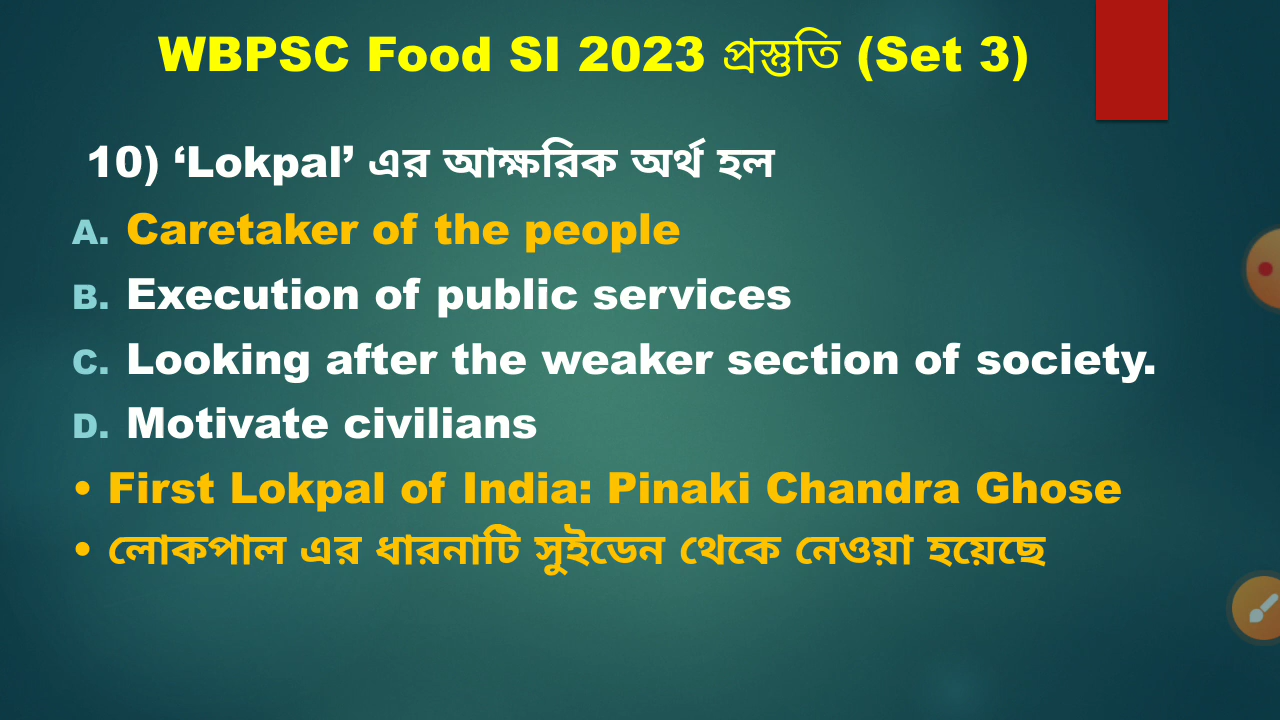 WBPSC Food SI 2023 প্রস্তুতি (Set 3)
10) ‘Lokpal’ এর আক্ষরিক অর্থ হল
A. Caretaker of the people
B. Execution of public services
C. Looking after the weaker section of society.
D. Motivate civilians
• First Lokpal of India: Pinaki Chandra Ghose
• লোকপাল এর ধারনাটি সুইডেন থেকে নেওয়া হয়েছে